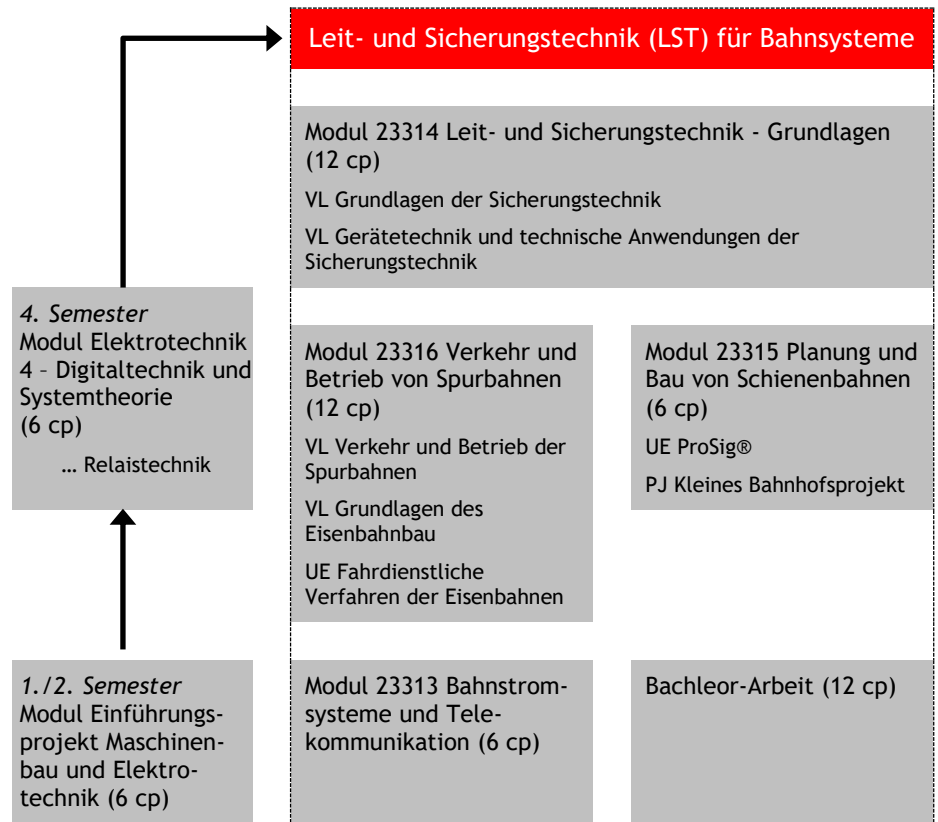 Leit- und Sicherungstechnik (LST) für Bahnsysteme
Modul 23314 Leit- und Sicherungstechnik - Grundlagen
(12 cp)
VL Grundlagen der Sicherungstechnik
VL Gerätetechnik und technische Anwendungen der
Sicherungstechnik
4. Semester
Modul Elektrotechnik
4 – Digitaltechnik und
Systemtheorie
(6 cp)
… Relaistechnik
Modul 23316 Verkehr und
Betrieb von Spurbahnen
(12 cp)
VL Verkehr und Betrieb der
Spurbahnen
VL Grundlagen des
Eisenbahnbau
UE Fahrdienstliche
Verfahren der Eisenbahnen
Modul 23315 Planung und
Bau von Schienenbahnen
(6 cp)
UE ProSig®
PJ Kleines Bahnhofsprojekt
1./2. Semester
Modul Einführungs-
projekt Maschinen-
bau und Elektro-
technik (6 cp)
Modul 23313 Bahnstrom-
systeme und Tele-
kommunikation (6 cp)
Bachleor-Arbeit (12 cp)